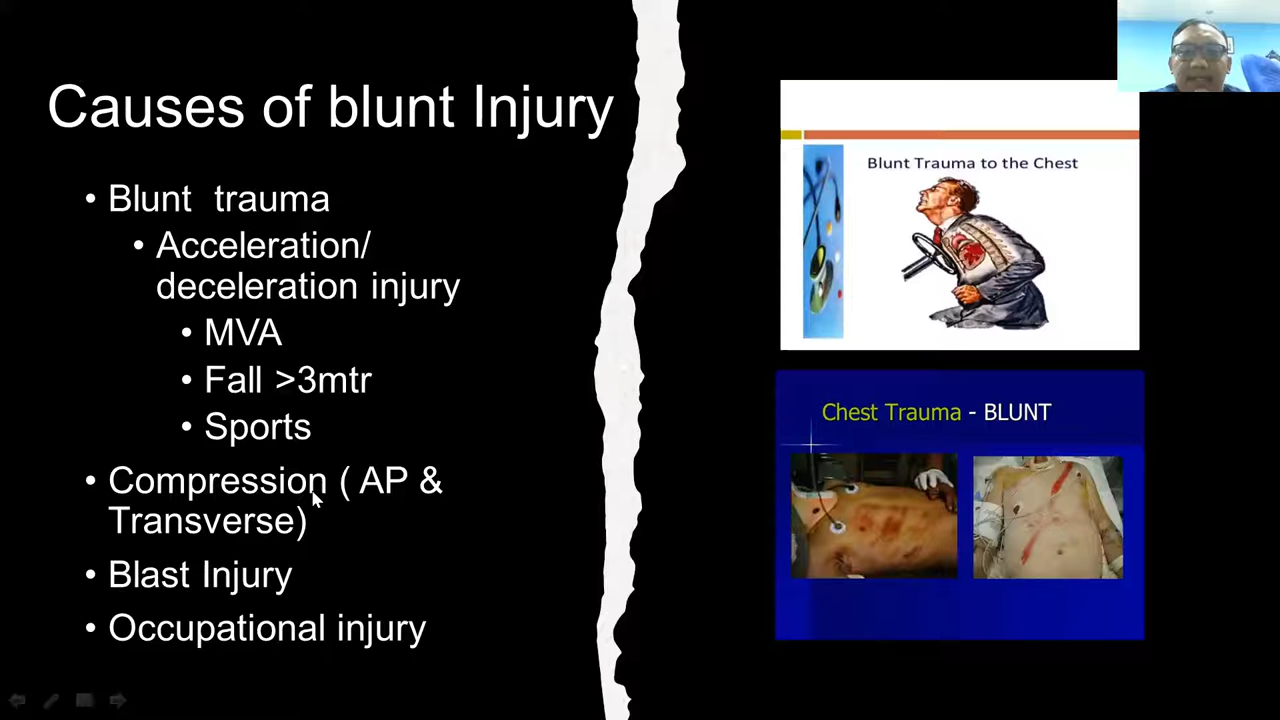 Causes of blunt Injury
• Blunt trauma
• Acceleration/
deceleration injury
• MVA
• Fall >3mtr
• Sports
• Compression ( AP &
Transverse)
• Blast Injury
• Occupational injury
Blunt Trauma to the Chest
Chest Trauma - BLUNT